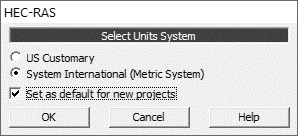 HEC-RAS
Select Units System
US Customary
System International (Metric System)
Set as default for new projects
OK Cancel Help